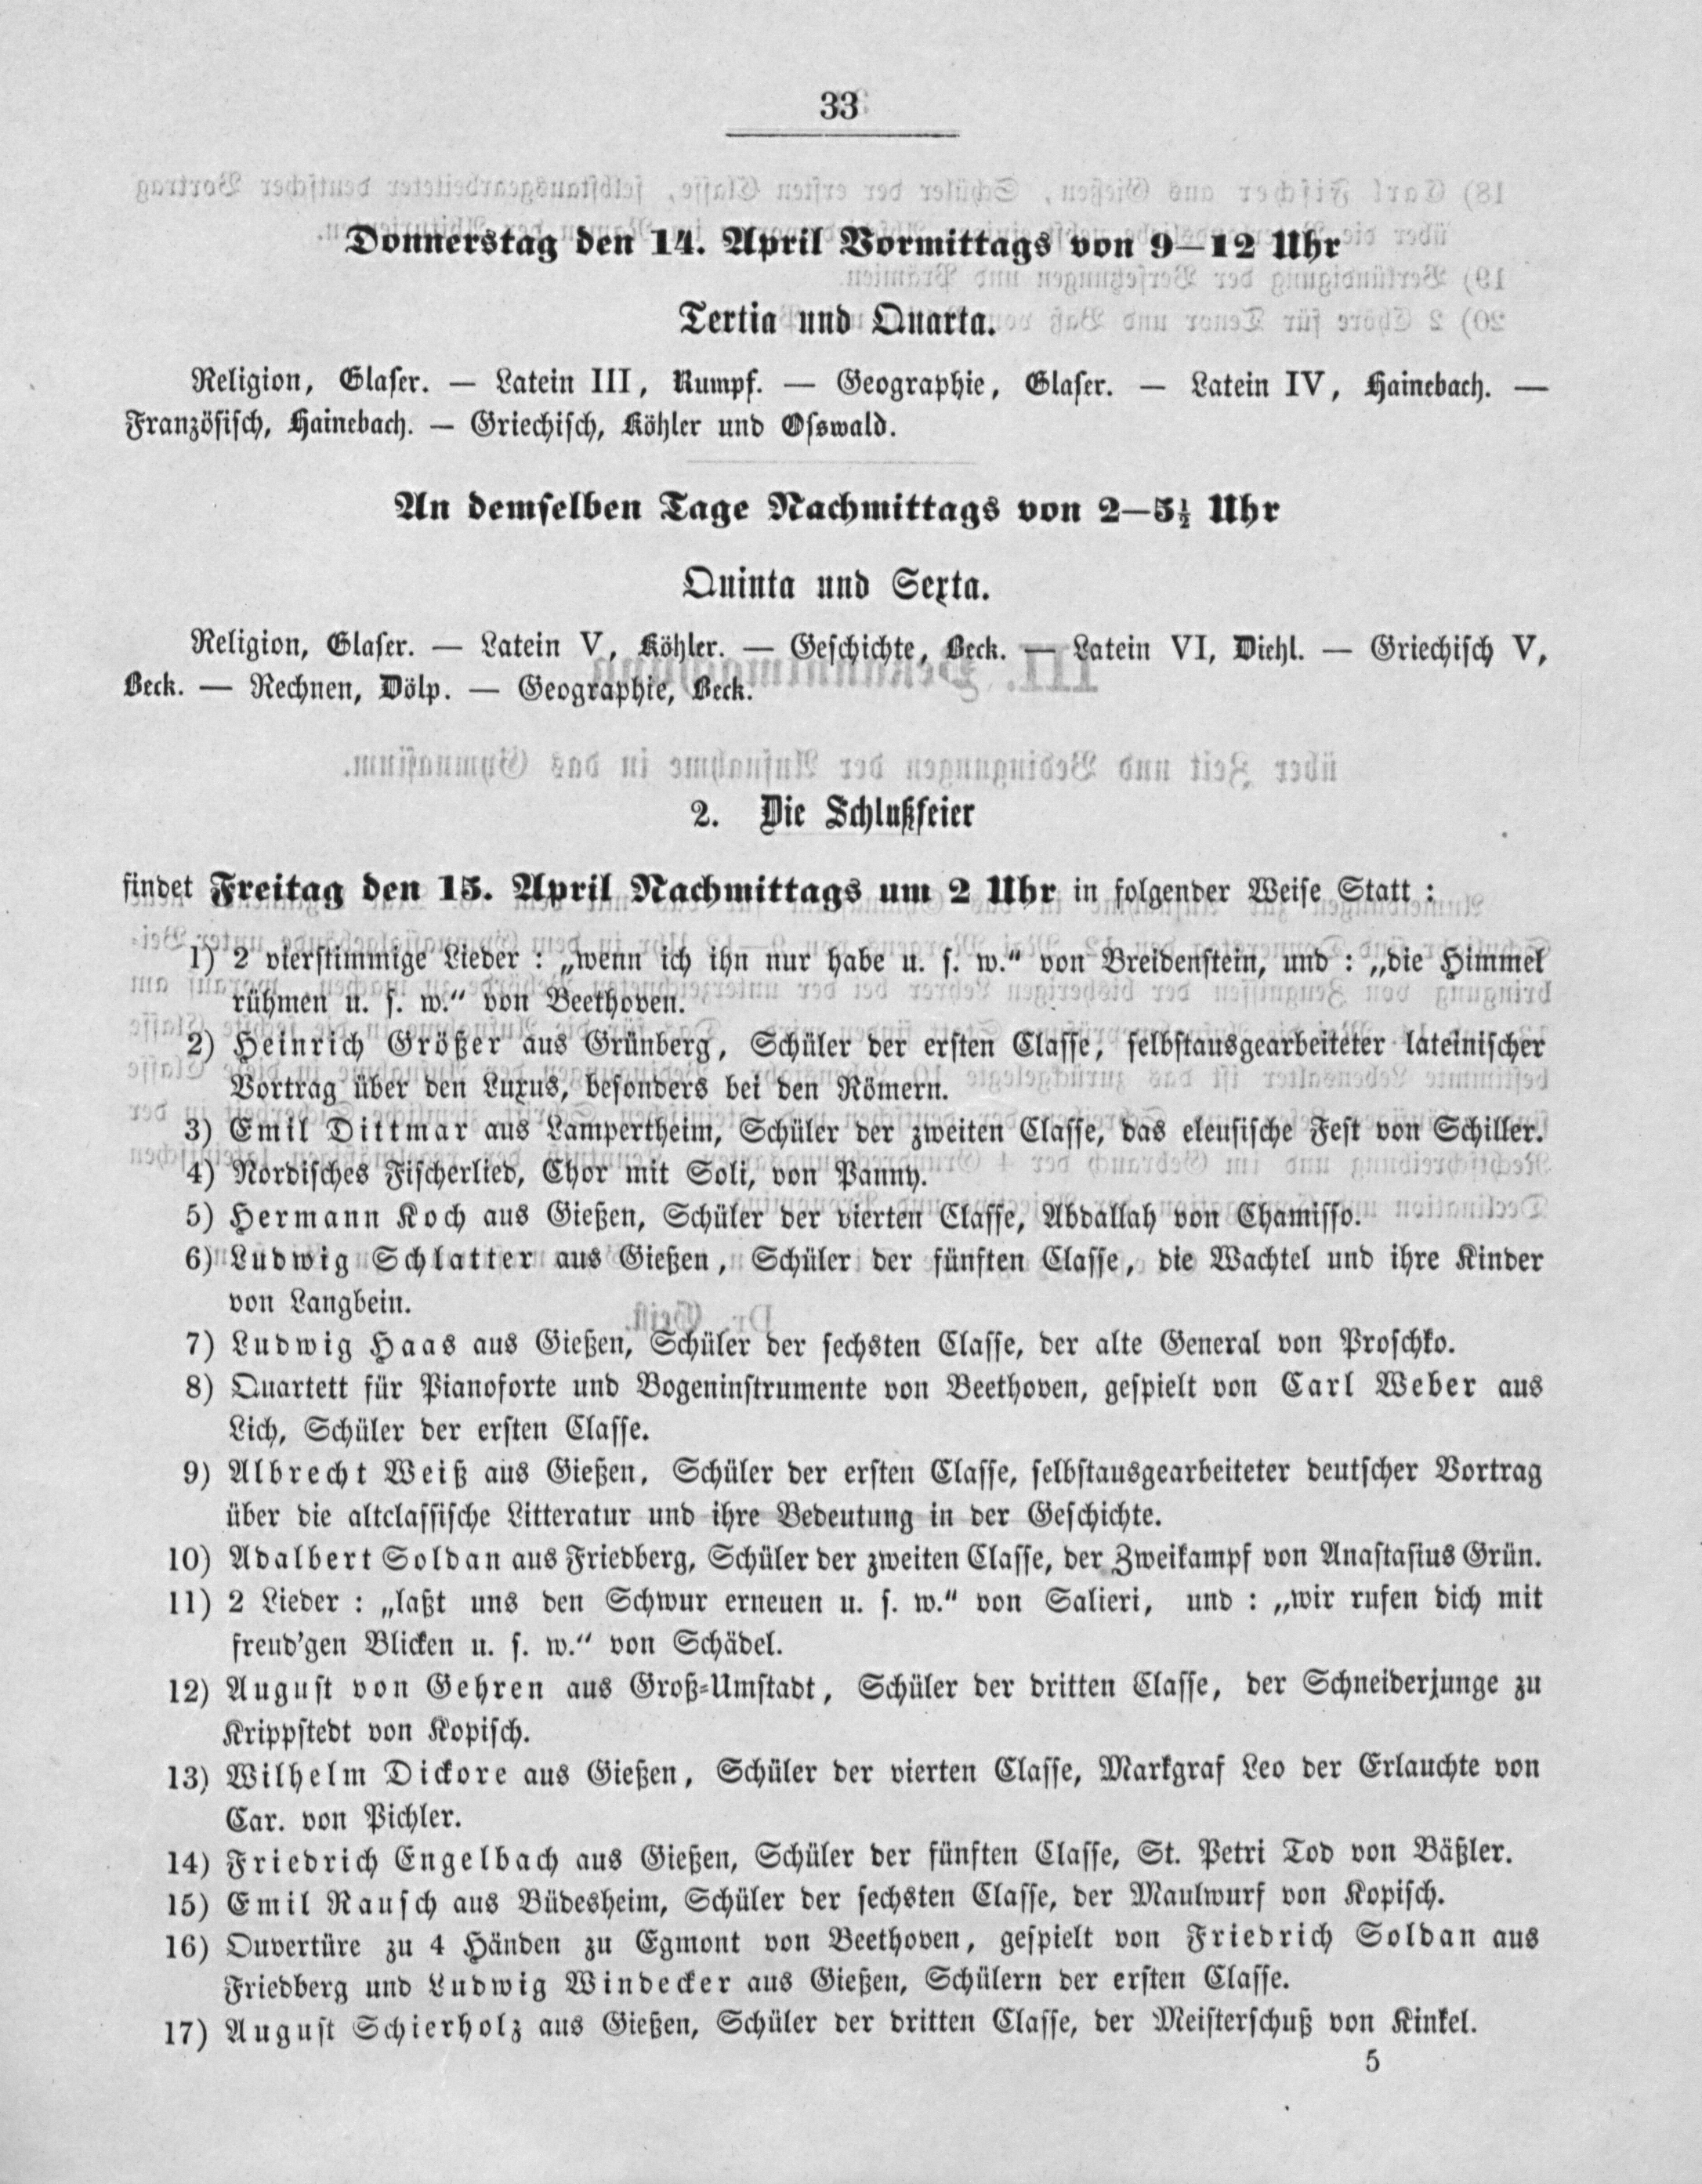 33
Donnerstag den 14. April Vormittags von 9—12 Uhr
Tertia und Quarta.
Religion, Glaser. — Latein III, Rumpf. — Geographie, Glaser. — Latein IV, Hainebach. —
Französisch, Hainebach. — Griechisch, Köhler und Osswald.
An demselben Tage Nachmittags von 2—5½ Uhr
Quinta und Sexta.
Religion, Glaser. — Latein V, Köhler. — Geschichte, Beck. — Latein VI, Diehl. — Griechisch V,
Beck. — Rechnen, Dölp. — Geographie, Beck.
2. Die Schlußfeier
findet Freitag den 15. April Nachmittags um 2 Uhr in folgender Weise Statt :
1) 2 vierstimmige Lieder : „wenn ich ihn nur habe u. s. w.“ von Breidenstein, und : „die Himmel
rühmen u. s. w.“ von Beethoven.
2) Heinrich Größer aus Grünberg, Schüler der ersten Classe, selbstausgearbeiteter lateinischer
Vortrag über den Luxus, besonders bei den Römern.
3) Emil Dittmar aus Lampertheim, Schüler der zweiten Classe, das eleusische Fest von Schiller.
4) Nordisches Fischerlied, Chor mit Soli, von Panny.
5) Hermann Koch aus Gießen, Schüler der vierten Classe, Abdallah von Chamisso.
6) Ludwig Schlatter aus Gießen, Schüler der fünften Classe, die Wachtel und ihre Kinder
von Langbein.
7) Ludwig Haas aus Gießen, Schüler der sechsten Classe, der alte General von Proschko.
8) Quartett für Pianoforte und Bogeninstrumente von Beethoven, gespielt von Carl Weber aus
Lich, Schüler der ersten Classe.
9) Albrecht Weiß aus Gießen, Schüler der ersten Classe, selbstausgearbeiteter deutscher Vortrag
über die altclassische Litteratur und ihre Bedeutung in der Geschichte.
10) Adalbert Soldan aus Friedberg, Schüler der zweiten Classe, der Zweikampf von Anastasius Grün.
11) 2 Lieder : „laßt uns den Schwur erneuen u. s. w.“ von Salieri, und : „wir rufen dich mit
freud'gen Blicken u. s. w.“ von Schädel.
12) August von Gehren aus Groß-Umstadt, Schüler der dritten Classe, der Schneiderjunge zu
Krippstedt von Kopisch.
13) Wilhelm Dickore aus Gießen, Schüler der vierten Classe, Markgraf Leo der Erlauchte von
Car. von Pichler.
14) Friedrich Engelbach aus Gießen, Schüler der fünften Classe, St. Petri Tod von Bäßler.
15) Emil Rausch aus Büdesheim, Schüler der sechsten Classe, der Maulwurf von Kopisch.
16) Ouvertüre zu 4 Händen zu Egmont von Beethoven, gespielt von Friedrich Soldan aus
Friedberg und Ludwig Windecker aus Gießen, Schülern der ersten Classe.
17) August Schierholz aus Gießen, Schüler der dritten Classe, der Meisterschuß von Kinkel.
5